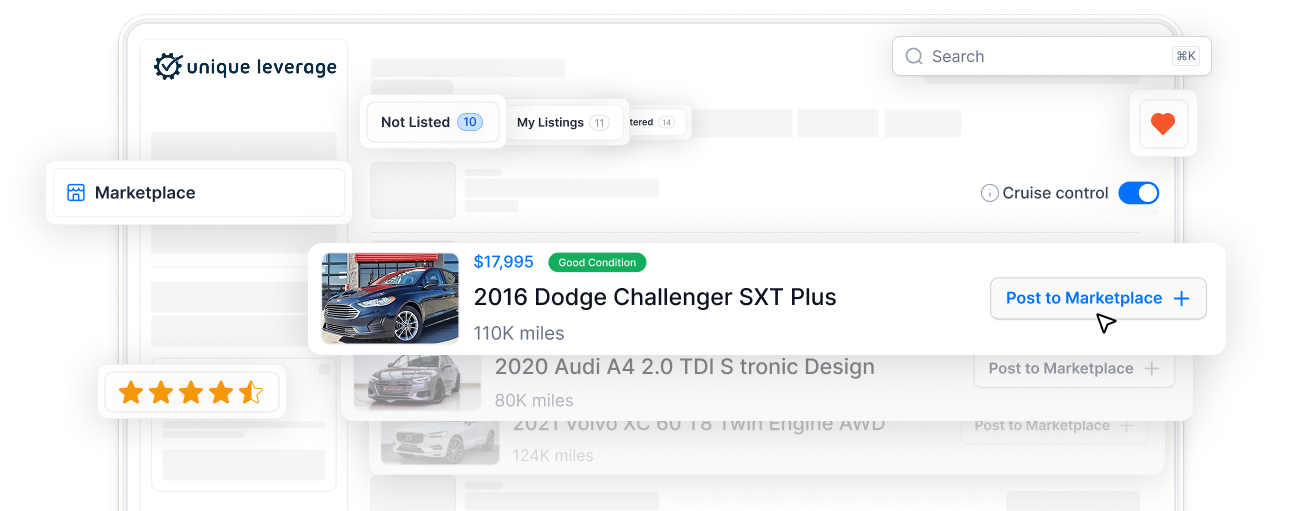 unique leverage
Search
⌘K
Not Listed 10
My Listings 11
tered 14
Marketplace
Cruise control
$17,995
Good Condition
2016 Dodge Challenger SXT Plus
110K miles
Post to Marketplace
2020 Audi A4 2.0 TDI S tronic Design
80K miles
Post to Marketplace
2021 Volvo XC 60 T8 Twin Engine AWD
124K miles
Post to Marketplace